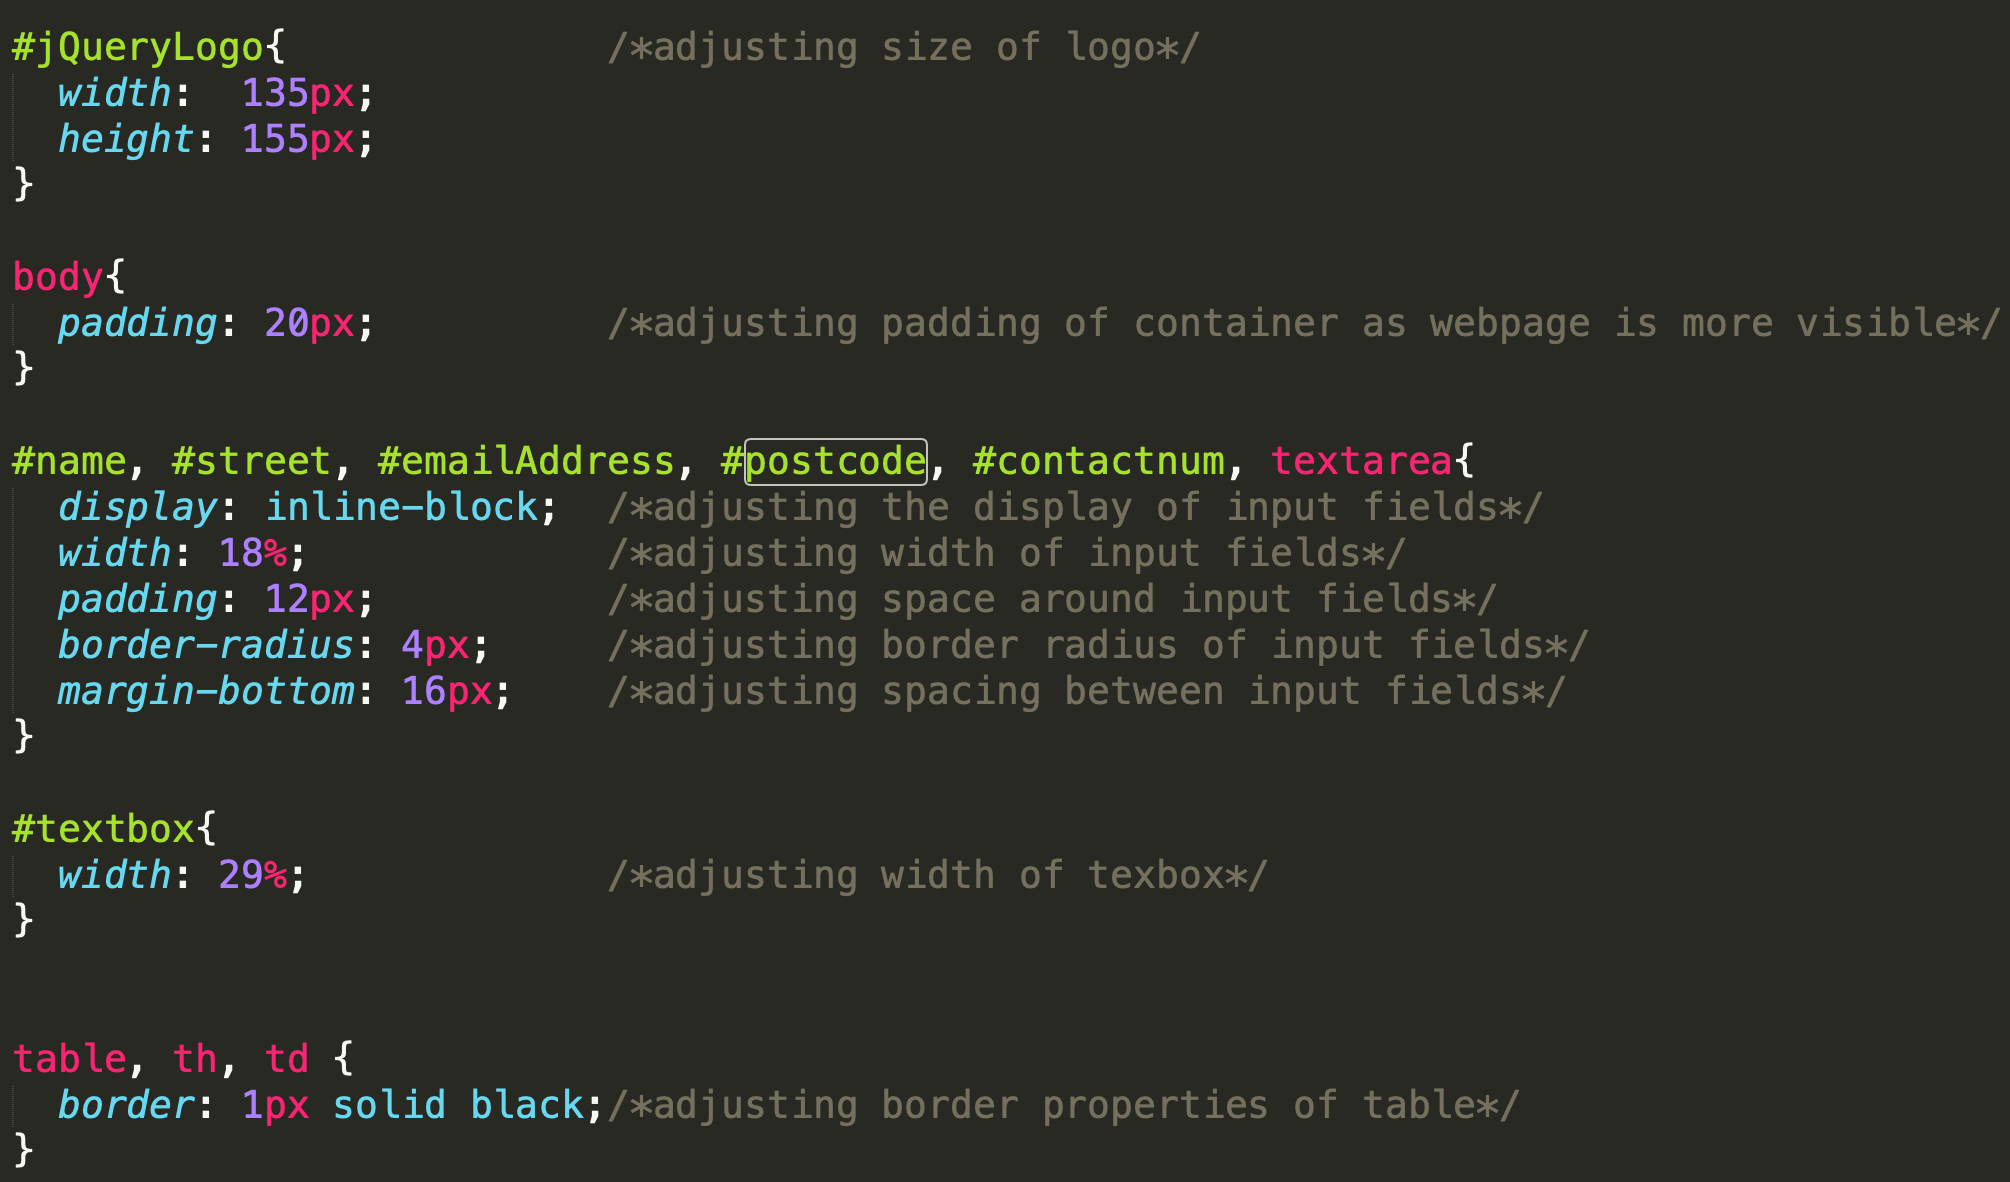 #jQueryLogo{              /*adjusting size of logo*/
  width:  135px;
  height: 155px;
}

body{
  padding: 20px;          /*adjusting padding of container as webpage is more visible*/
}

#name, #street, #emailAddress, #postcode, #contactnum, textarea{
  display: inline-block;  /*adjusting the display of input fields*/
  width: 18%;             /*adjusting width of input fields*/
  padding: 12px;          /*adjusting space around input fields*/
  border-radius: 4px;     /*adjusting border radius of input fields*/
  margin-bottom: 16px;    /*adjusting spacing between input fields*/
}

#textbox{
  width: 29%;             /*adjusting width of texbox*/
}

table, th, td {
  border: 1px solid black;/*adjusting border properties of table*/
}